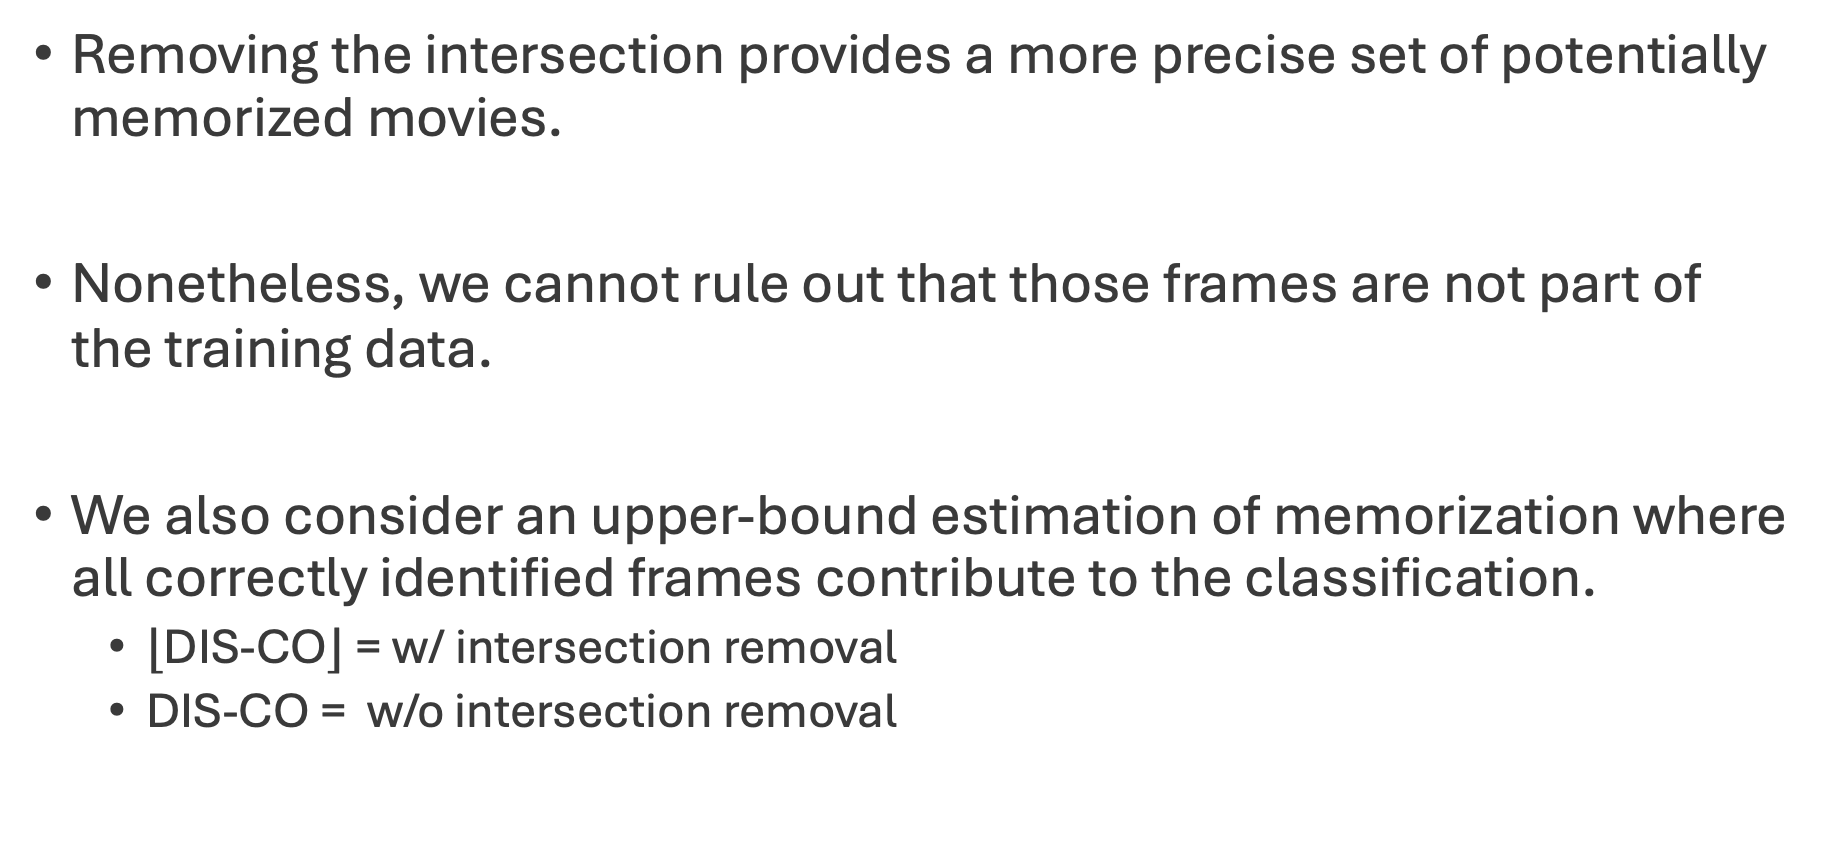 • Removing the intersection provides a more precise set of potentially
memorized movies.
• Nonetheless, we cannot rule out that those frames are not part of
the training data.
• We also consider an upper-bound estimation of memorization where
all correctly identified frames contribute to the classification.
• ⌊DIS-CO⌋ = w/ intersection removal
• DIS-CO = w/o intersection removal